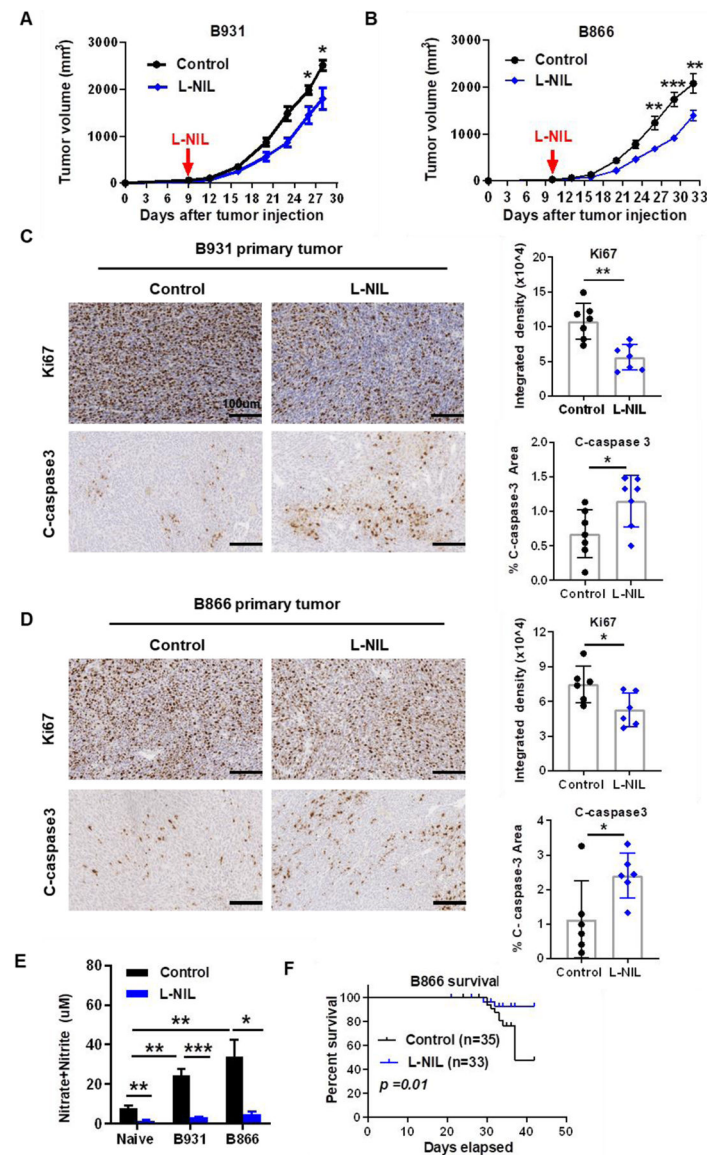 A
B931
Tumor volume (mm³)
3000
2000
1000
0
Control
L-NIL
L-NIL
*
*
0 3 6 9 12 15 18 21 24 27 30
Days after tumor injection
B
B866
Tumor volume (mm³)
3000
2000
1000
0
Control
L-NIL
L-NIL
**
***
**
0 3 6 9 12 15 18 21 24 27 30 33
Days after tumor injection
C
B931 primary tumor
Control
L-NIL
Ki67
100um
C-caspase3
Ki67
Integrated density (x10^4)
20
15
10
5
0
**
Control L-NIL
C-caspase 3
% C-caspase-3 Area
2.0
1.5
1.0
0.5
0.0
*
Control L-NIL
D
B866 primary tumor
Control
L-NIL
Ki67
C-caspase3
Ki67
Integrated density (x10^4)
12
9
6
3
0
*
Control L-NIL
C-caspase3
% C- caspase-3 Area
4
3
2
1
0
*
Control L-NIL
E
Nitrate+Nitrite (uM)
80
60
40
20
0
Control
L-NIL
**
**
**
***
*
Naive B931 B866
F
B866 survival
Percent survival
100
80
60
40
20
0
Control (n=35)
L-NIL (n=33)
p =0.01
0 10 20 30 40 50
Days elapsed